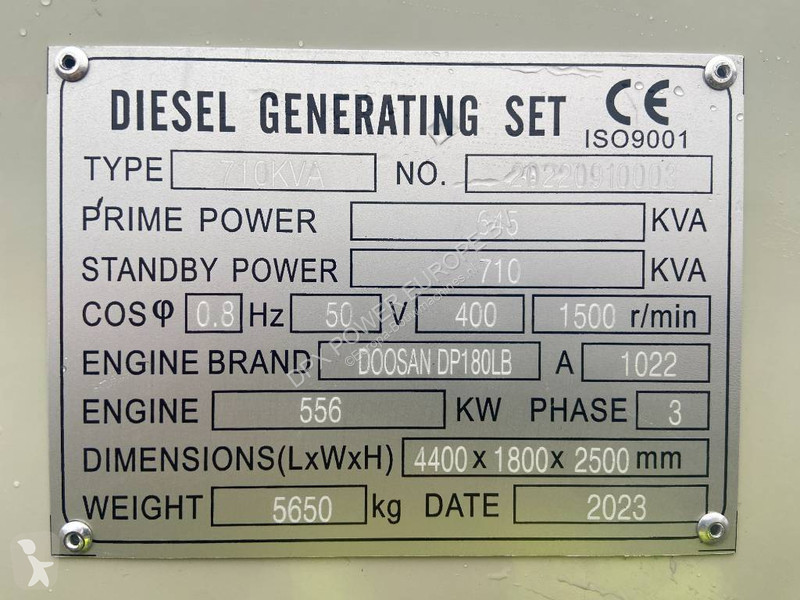 DIESEL GENERATING SET CE
ISO9001
TYPE 710KVA NO. 20220910003
PRIME POWER 645 KVA
STANDBY POWER 710 KVA
COSφ 0.8 Hz 50 V 400 1500 r/min
ENGINE BRAND DOOSAN DP180LB A 1022
ENGINE 556 KW PHASE 3
DIMENSIONS(LxWxH) 4400 x 1800 x 2500 mm
WEIGHT 5650 kg DATE 2023
DPX POWER EUROPE